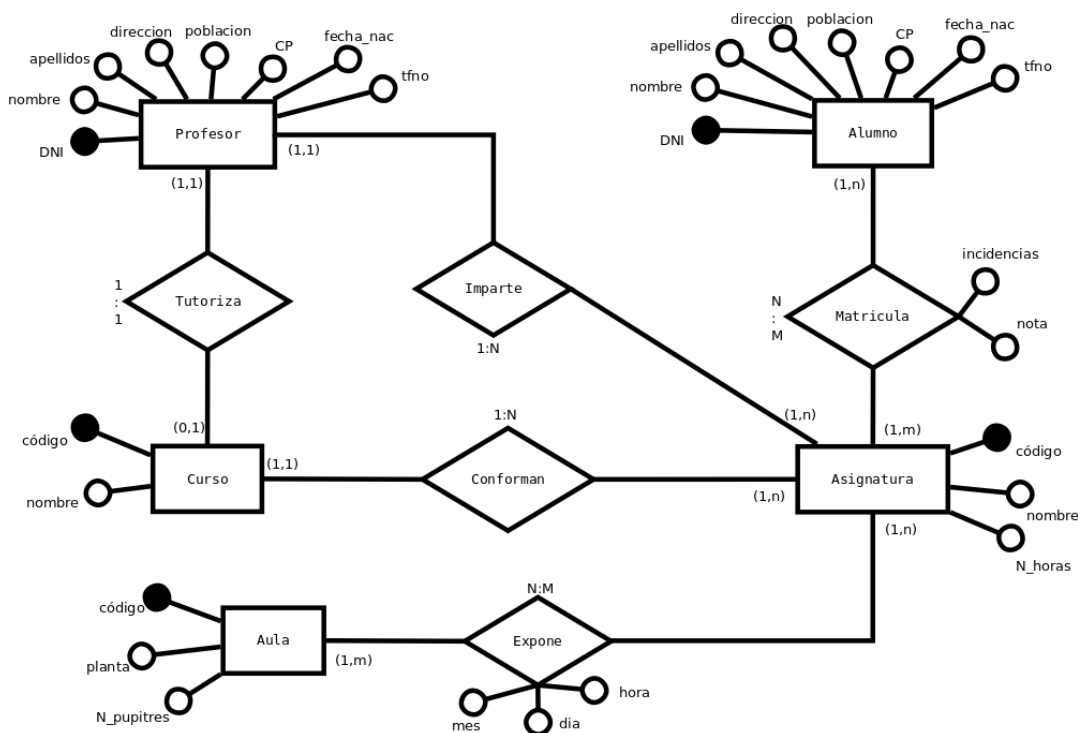 direccion
poblacion
CP
fecha_nac
apellidos
tfno
nombre
DNI
Profesor
(1,1)
(1,1)
direccion
poblacion
CP
fecha_nac
apellidos
tfno
nombre
DNI
Alumno
(1,n)
1
:
1
Tutoriza
Imparte
1:N
incidencias
N
:
M
Matricula
nota
(0,1)
código
Curso
nombre
(1,1)
1:N
Conforman
(1,n)
(1,n)
(1,m)
Asignatura
código
nombre
N_horas
(1,n)
código
Aula
planta
N_pupitres
(1,m)
N:M
Expone
mes
dia
hora